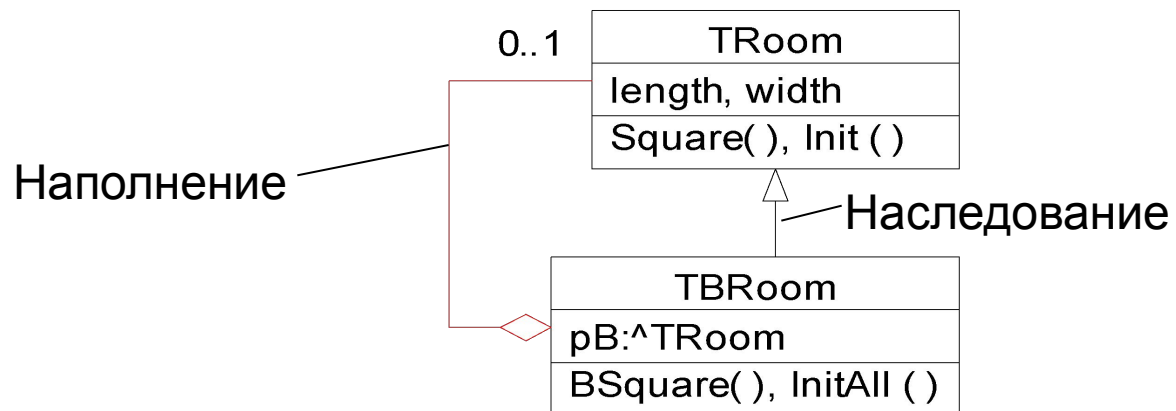 0..1
TRoom
length, width
Square( ), Init ( )
Наполнение
Наследование
TBRoom
pB:^TRoom
BSquare( ), InitAll ( )